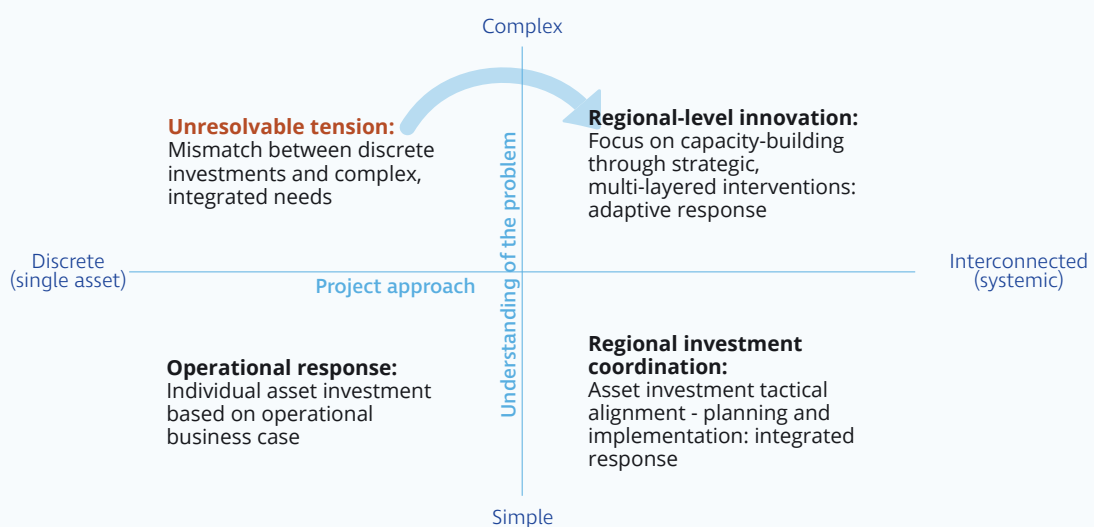 Complex
Unresolvable tension:
Mismatch between discrete
investments and complex,
integrated needs
Regional-level innovation:
Focus on capacity-building
through strategic,
multi-layered interventions:
adaptive response
Understanding of the problem
Discrete
(single asset)
Project approach
Interconnected
(systemic)
Operational response:
Individual asset investment
based on operational
business case
Regional investment
coordination:
Asset investment tactical
alignment - planning and
implementation: integrated
response
Simple